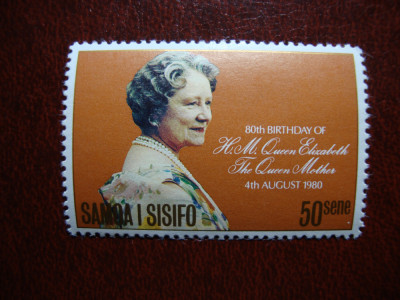 80th BIRTHDAY OF
H.M. Queen Elizabeth
The Queen Mother
4th AUGUST 1980
SAMOA I SISIFO 50sene